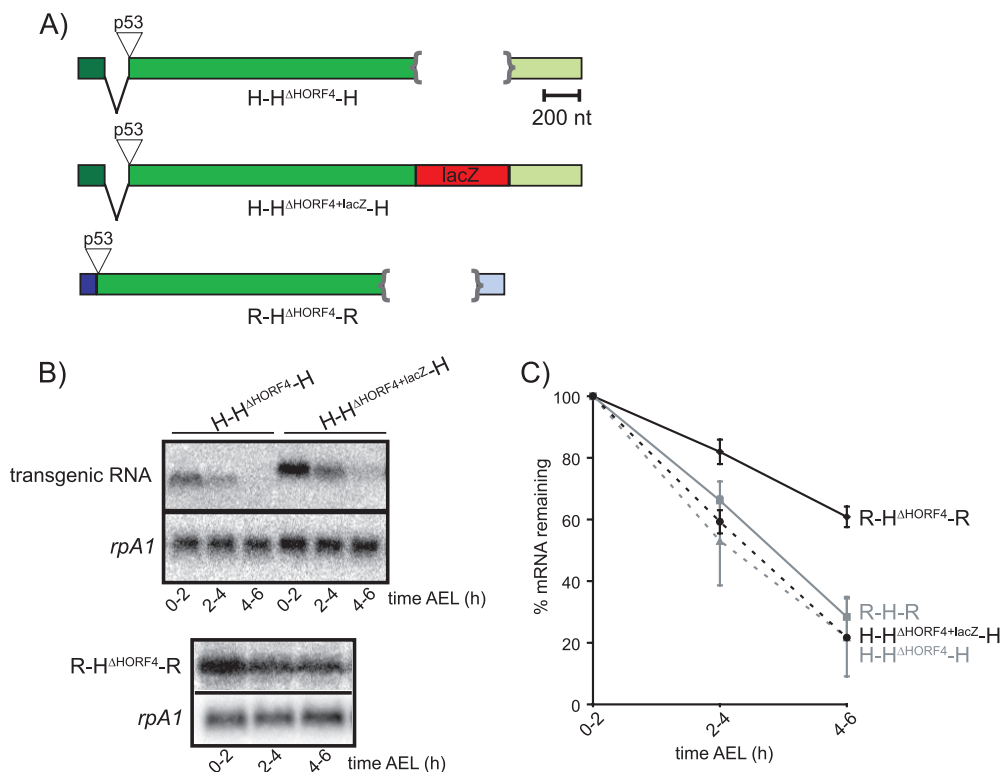 A)
p53
H-H^ΔHORF4-H
200 nt
p53
lacZ
H-H^ΔHORF4+lacZ-H
p53
R-H^ΔHORF4-R
B)
H-H^ΔHORF4-H
H-H^ΔHORF4+lacZ-H
transgenic RNA
rpA1
0-2 2-4 4-6 0-2 2-4 4-6 time AEL (h)
R-H^ΔHORF4-R
rpA1
0-2 2-4 4-6 time AEL (h)
C)
% mRNA remaining
100
80
60
40
20
0
0-2 2-4 4-6
time AEL (h)
R-H^ΔHORF4-R
R-H-R
H-H^ΔHORF4+lacZ-H
H-H^ΔHORF4-H